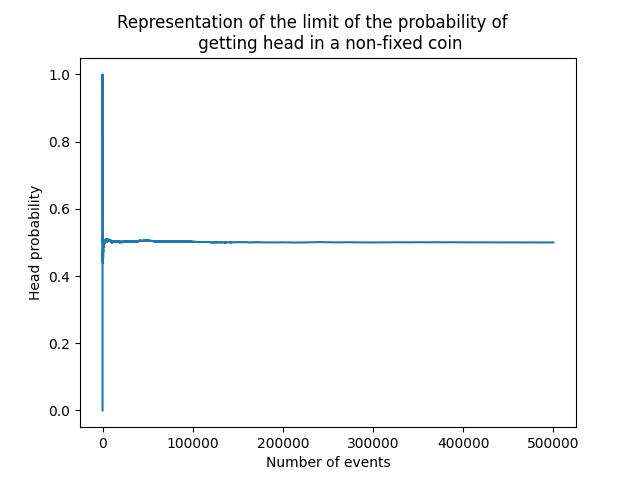 Representation of the limit of the probability of
getting head in a non-fixed coin
1.0
0.8
0.6
0.4
0.2
0.0
Head probability
0 100000 200000 300000 400000 500000
Number of events